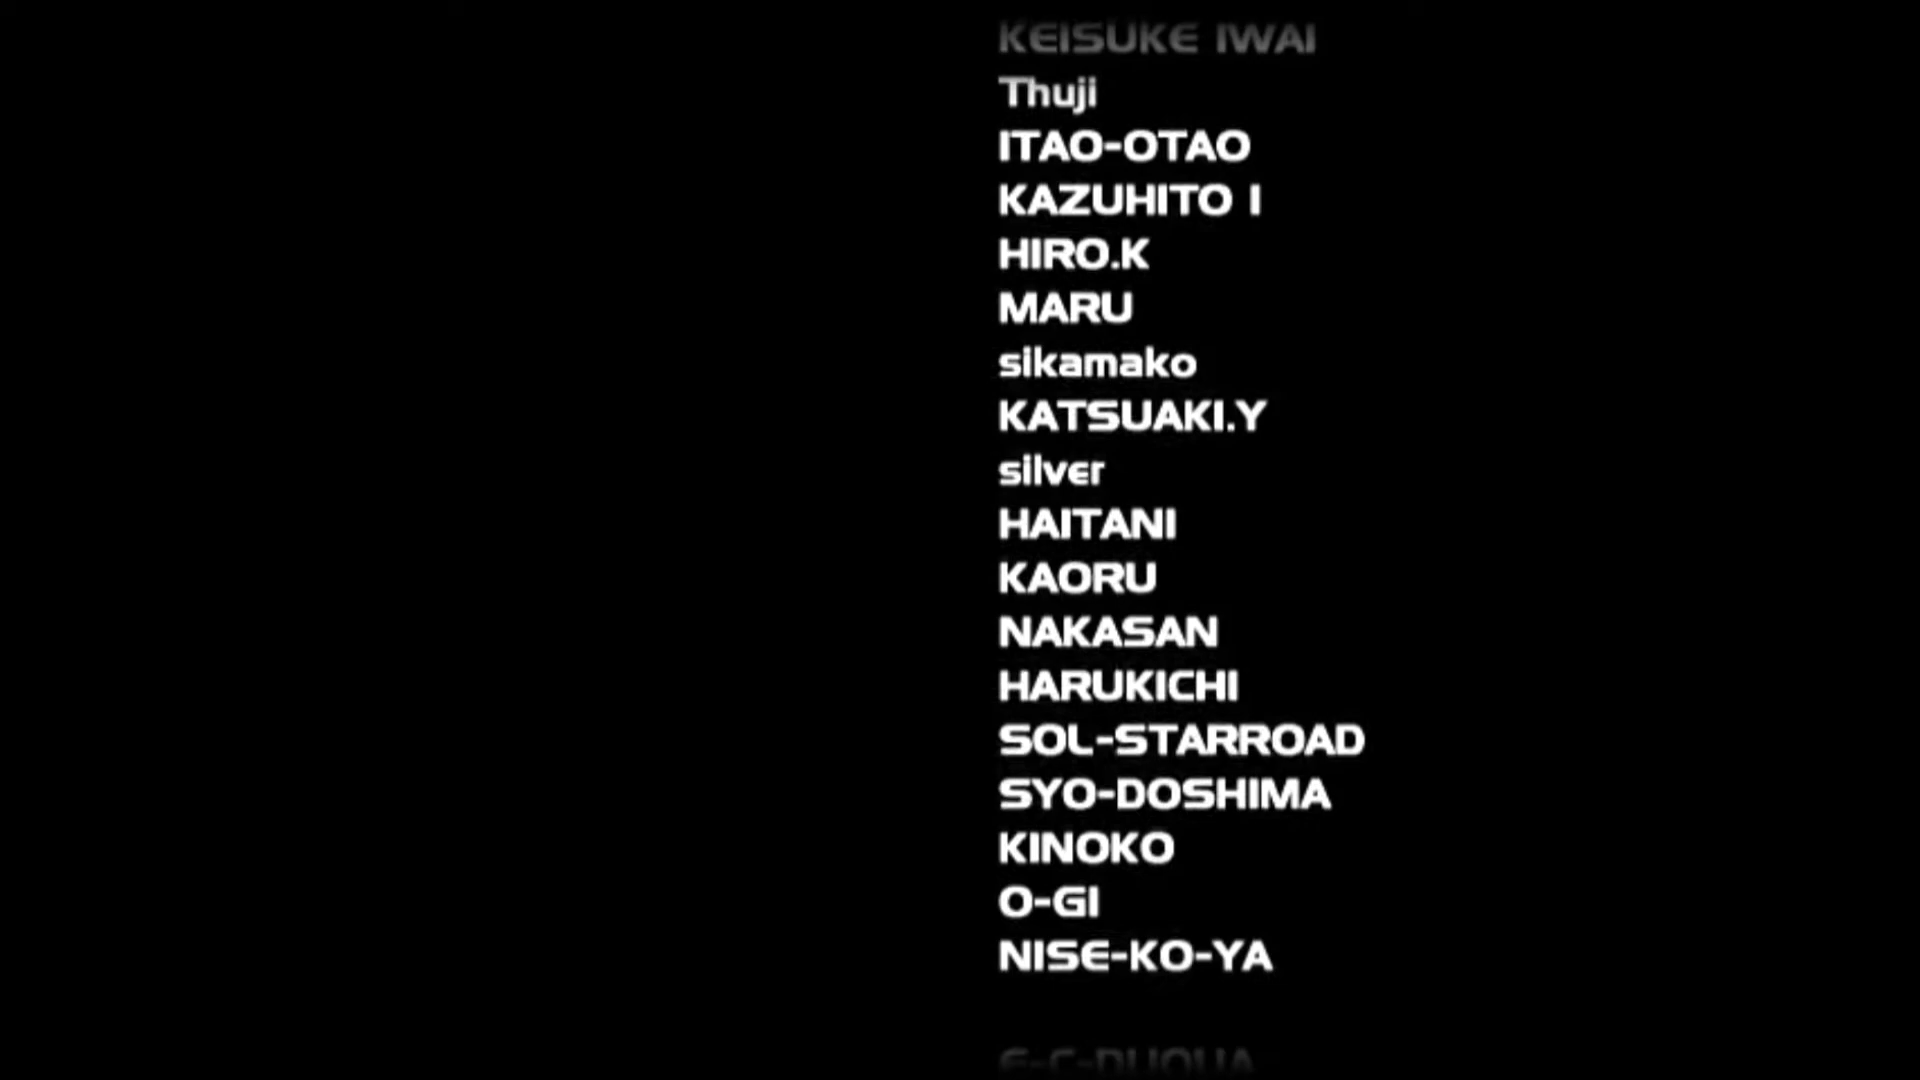 KEISUKE IWAI
Thuji
ITAO-OTAO
KAZUHITO I
HIRO.K
MARU
sikamako
KATSUAKI.Y
silver
HAITANI
KAORU
NAKASAN
HARUKICHI
SOL-STARROAD
SYO-DOSHIMA
KINOKO
O-GI
NISE-KO-YA